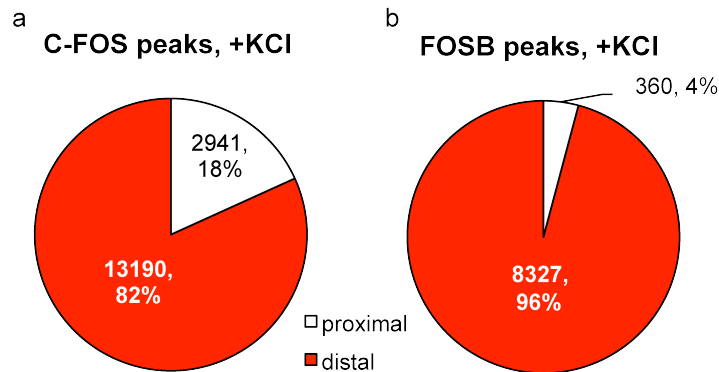 a
C-FOS peaks, +KCl
2941,
18%
13190,
82%
b
FOSB peaks, +KCl
360, 4%
8327,
96%
proximal
distal